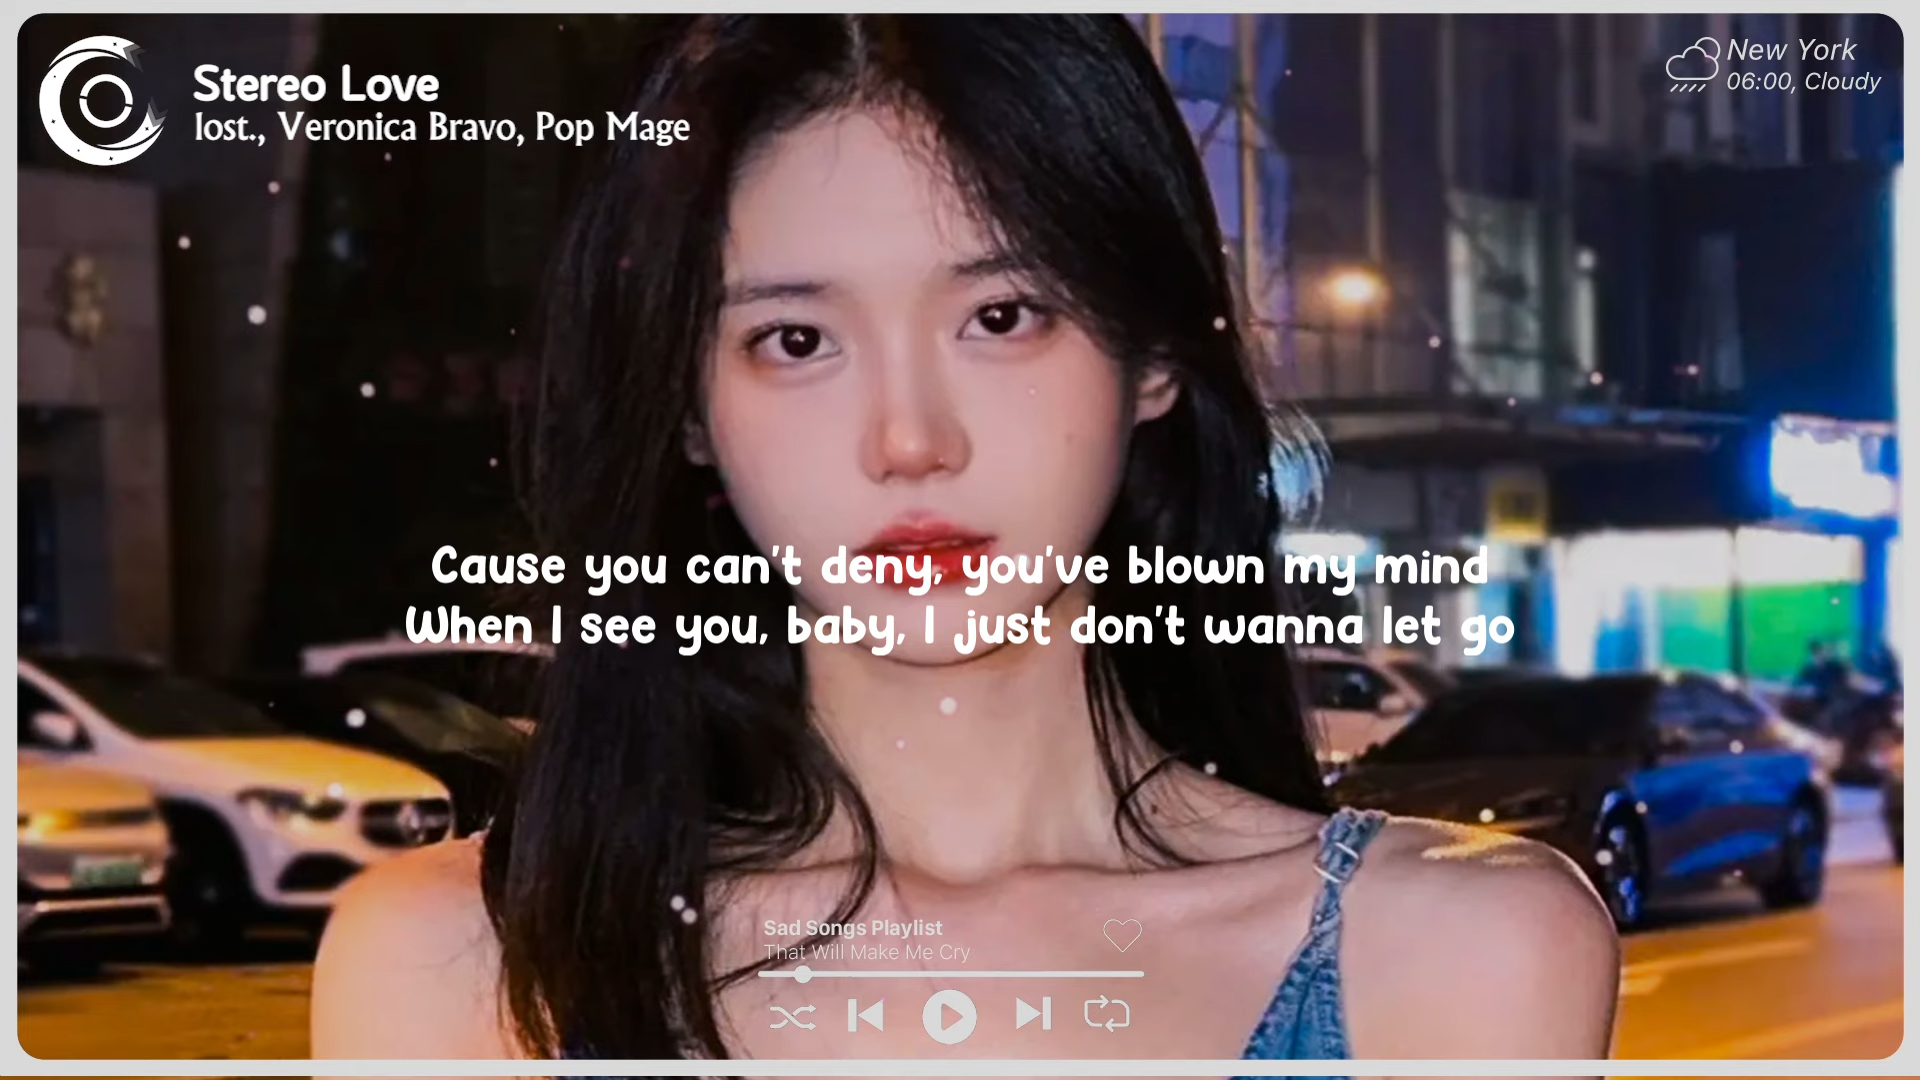 Stereo Love
lost., Veronica Bravo, Pop Mage
New York
06:00, Cloudy
Cause you can't deny, you've blown my mind
When I see you, baby, I just don't wanna let go
Sad Songs Playlist
That Will Make Me Cry